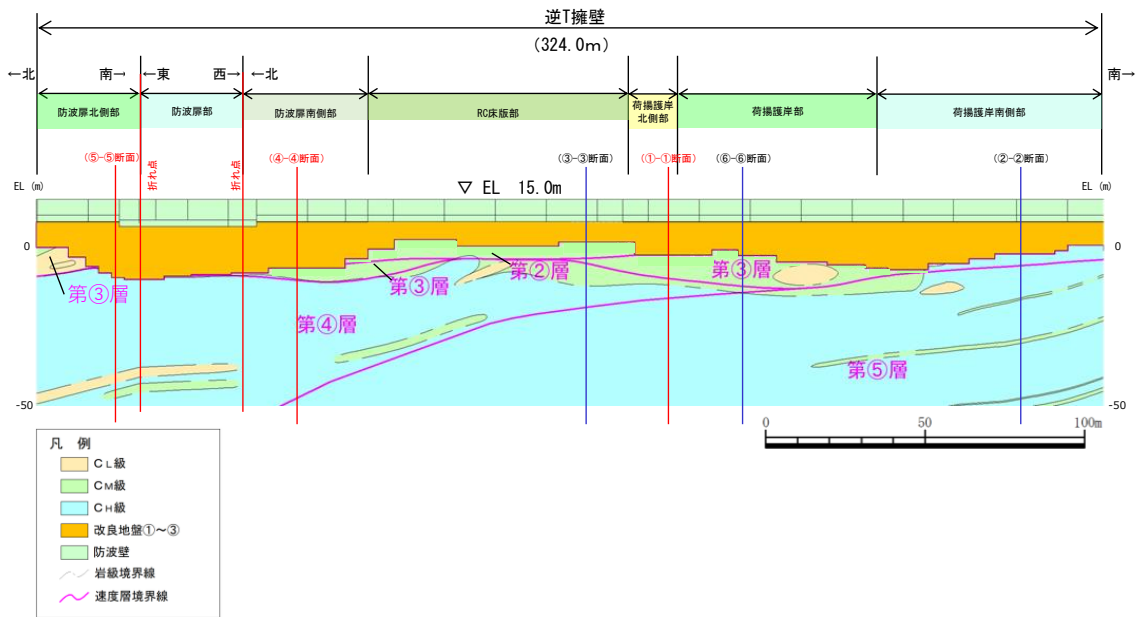 逆T擁壁
(324.0m)
←北
南→
←東
西→
←北
南→
防波扉北側部
防波扉部
防波扉南側部
RC床版部
荷揚護岸
北側部
荷揚護岸部
荷揚護岸南側部
(⑤-⑤断面)
折れ点
折れ点
(④-④断面)
(③-③断面)
(①-①断面)
(⑥-⑥断面)
(②-②断面)
EL (m)
▽ EL 15.0m
EL (m)
0
0
第③層
第③層
第②層
第③層
第④層
第⑤層
-50
-50
0
50
100m
凡 例
CL級
CM級
CH級
改良地盤①～③
防波壁
岩級境界線
速度層境界線